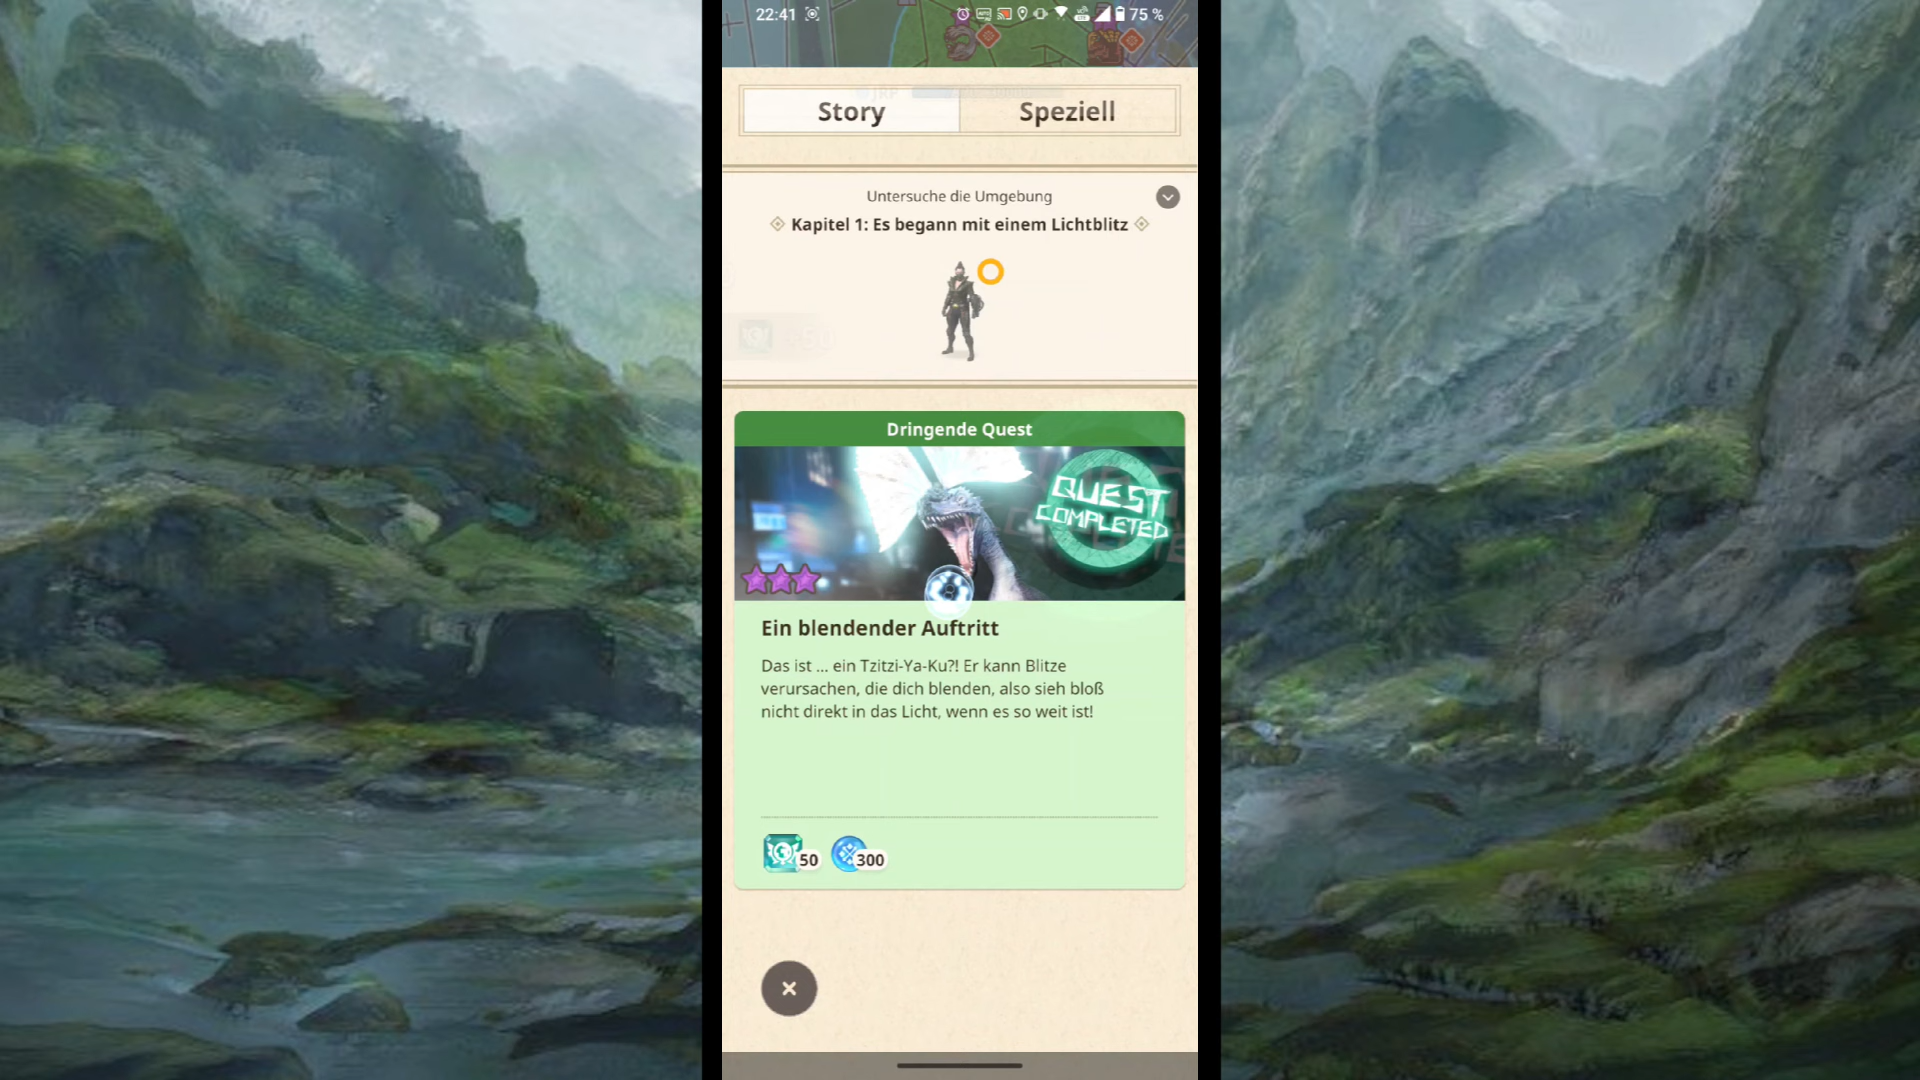 22:41
75 %
Story
Speziell
Untersuche die Umgebung
Kapitel 1: Es begann mit einem Lichtblitz
+50
Dringende Quest
QUEST
COMPLETED
Ein blendender Auftritt
Das ist ... ein Tzitzi-Ya-Ku?! Er kann Blitze
verursachen, die dich blenden, also sieh bloß
nicht direkt in das Licht, wenn es so weit ist!
50
300